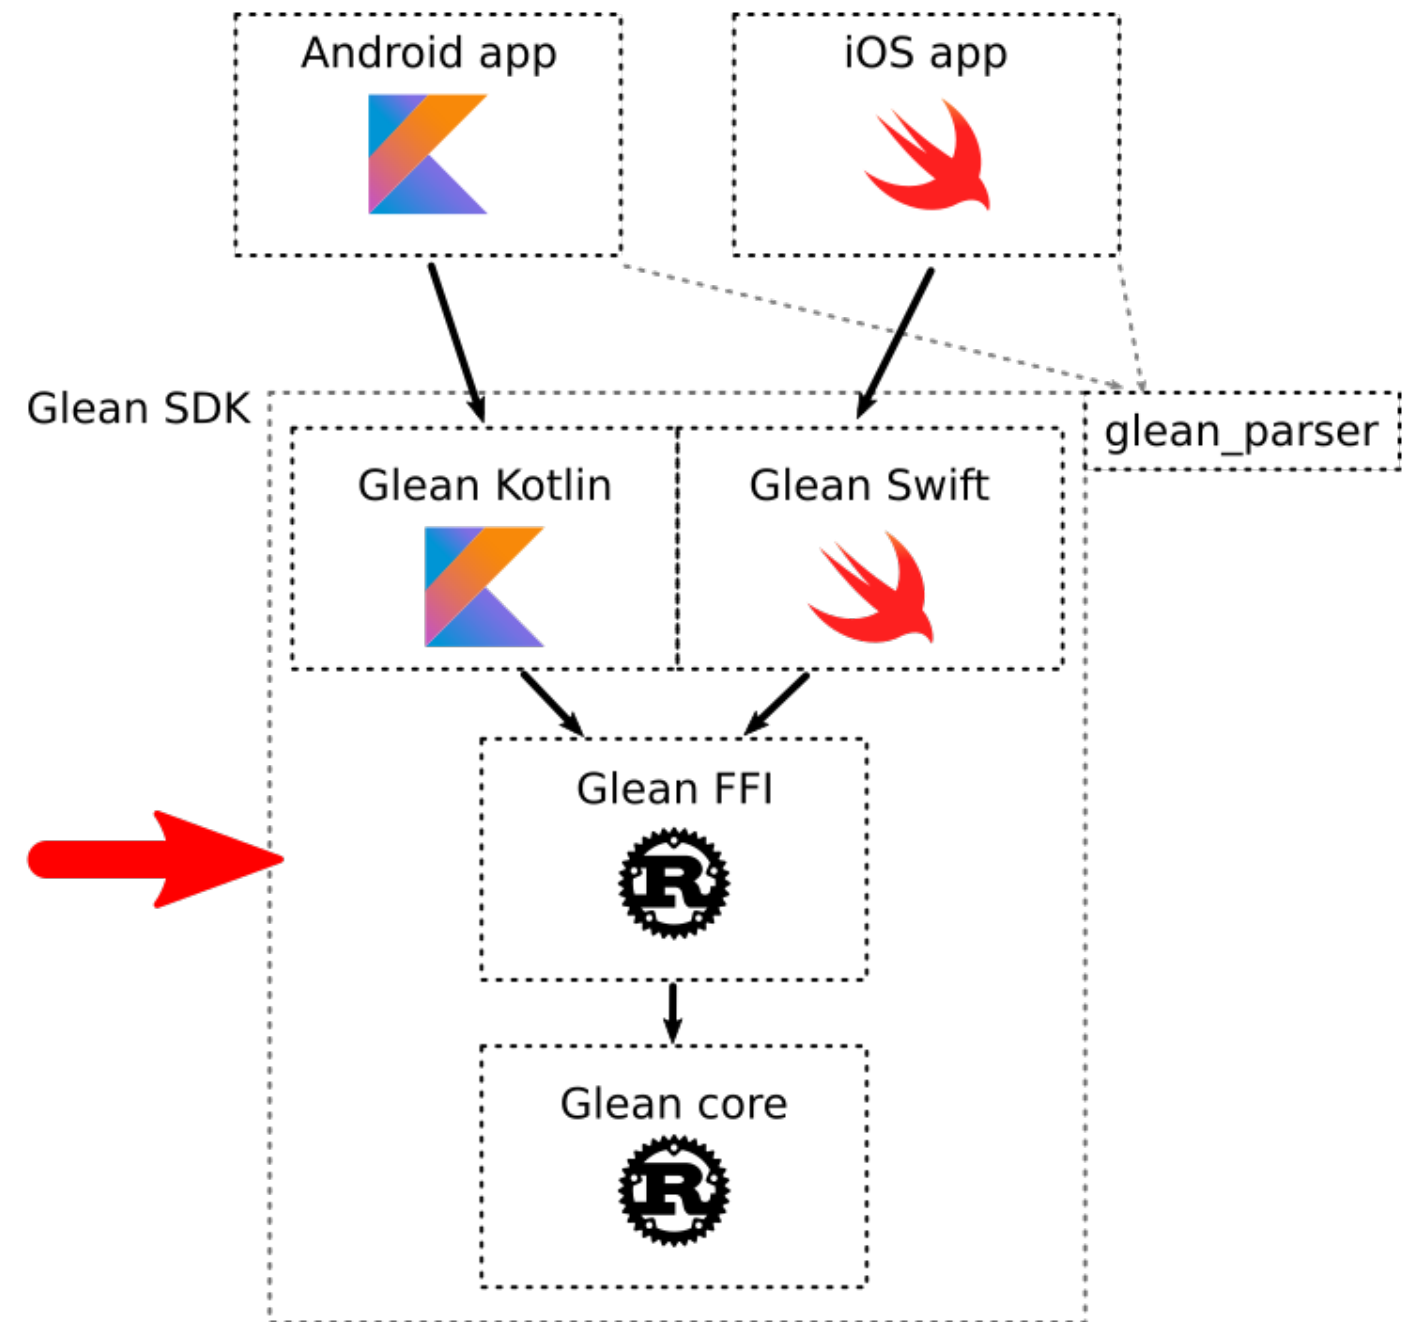 Android app
iOS app
Glean SDK
glean_parser
Glean Kotlin
Glean Swift
Glean FFI
R
Glean core
R